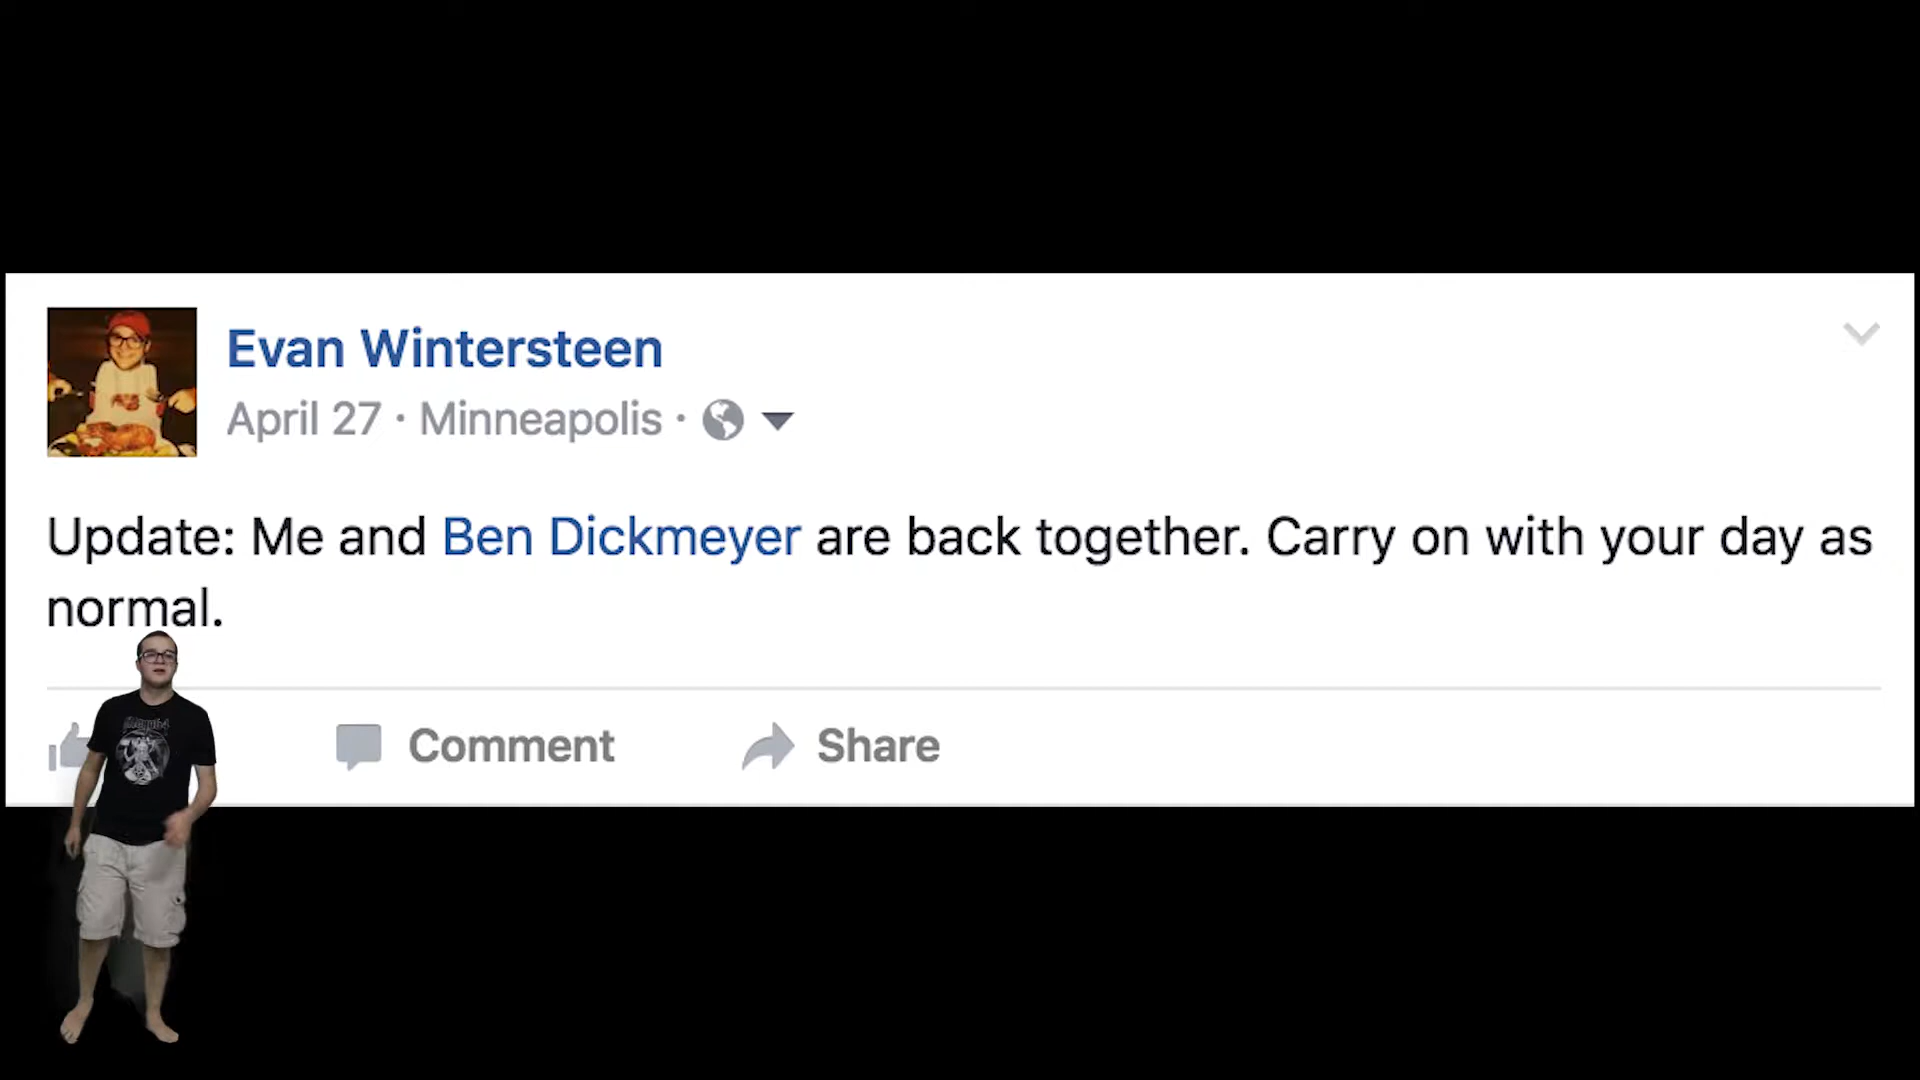 Evan Wintersteen
April 27 · Minneapolis ·
Update: Me and Ben Dickmeyer are back together. Carry on with your day as
normal.
Comment
Share